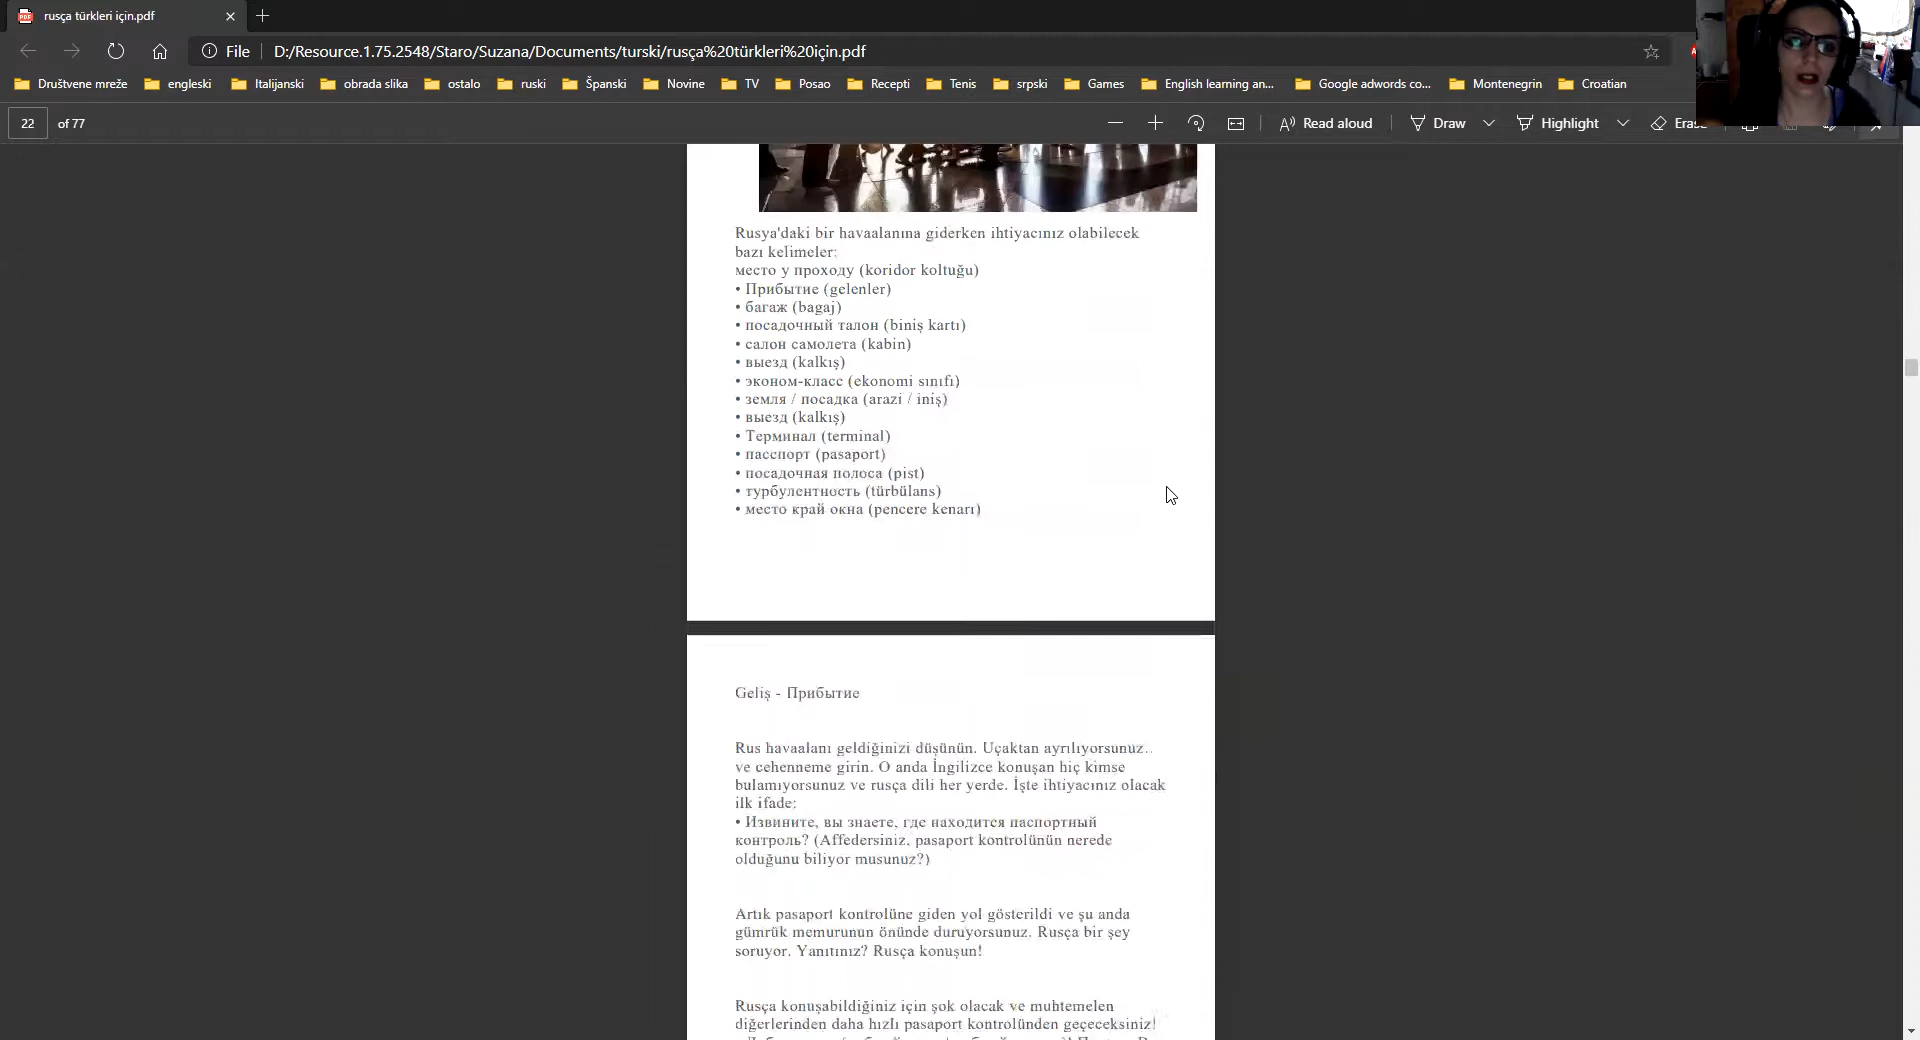 rusça türkleri için.pdf
File D:/Resource.1.75.2548/Staro/Suzana/Documents/turski/rusça%20türkleri%20için.pdf
Društvene mreže engleski Italijanski obrada slika ostalo ruski Španski Novine TV Posao Recepti Tenis srpski Games English learning an... Google adwords co... Montenegrin Croatian
22 of 77 Read aloud Draw Highlight
Rusya'daki bir havaalanına giderken ihtiyacınız olabilecek
bazı kelimeler:
место у проходу (koridor koltuğu)
• Прибытие (gelenler)
• багаж (bagaj)
• посадочный талон (biniş kartı)
• салон самолета (kabin)
• выезд (kalkış)
• эконом-класс (ekonomi sınıfı)
• земля / посадка (arazi / iniş)
• выезд (kalkış)
• Терминал (terminal)
• пасспорт (pasaport)
• посадочная полоса (pist)
• турбулентность (türbülans)
• место край окна (pencere kenarı)
Geliş - Прибытие
Rus havaalanı geldiğinizi düşünün. Uçaktan ayrılıyorsunuz..
ve cehenneme girin. O anda İngilizce konuşan hiç kimse
bulamıyorsunuz ve rusça dili her yerde. İşte ihtiyacınız olacak
ilk ifade:
• Извините, вы знаете, где находится паспортный
контроль? (Affedersiniz, pasaport kontrolünün nerede
olduğunu biliyor musunuz?)
Artık pasaport kontrolüne giden yol gösterildi ve şu anda
gümrük memurunun önünde duruyorsunuz. Rusça bir şey
soruyor. Yanıtınız? Rusça konuşun!
Rusça konuşabildiğiniz için şok olacak ve muhtemelen
diğerlerinden daha hızlı pasaport kontrolünden geçeceksiniz!